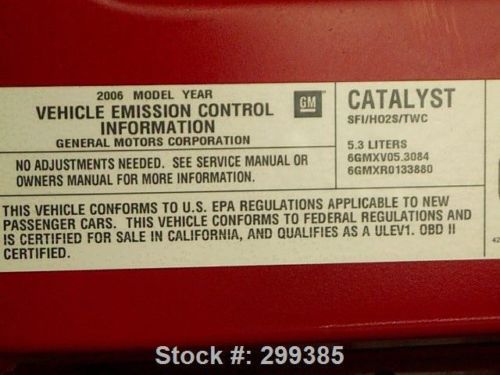 2006 MODEL YEAR
VEHICLE EMISSION CONTROL
INFORMATION
GENERAL MOTORS CORPORATION
GM
CATALYST
SFI/HO2S/TWC
5.3 LITERS
6GMXV05.3084
6GMXR0133880
NO ADJUSTMENTS NEEDED. SEE SERVICE MANUAL OR
OWNERS MANUAL FOR MORE INFORMATION.
THIS VEHICLE CONFORMS TO U.S. EPA REGULATIONS APPLICABLE TO NEW
PASSENGER CARS. THIS VEHICLE CONFORMS TO FEDERAL REGULATIONS AND
IS CERTIFIED FOR SALE IN CALIFORNIA, AND QUALIFIES AS A ULEV1. OBD II
CERTIFIED.
42
Stock #: 299385